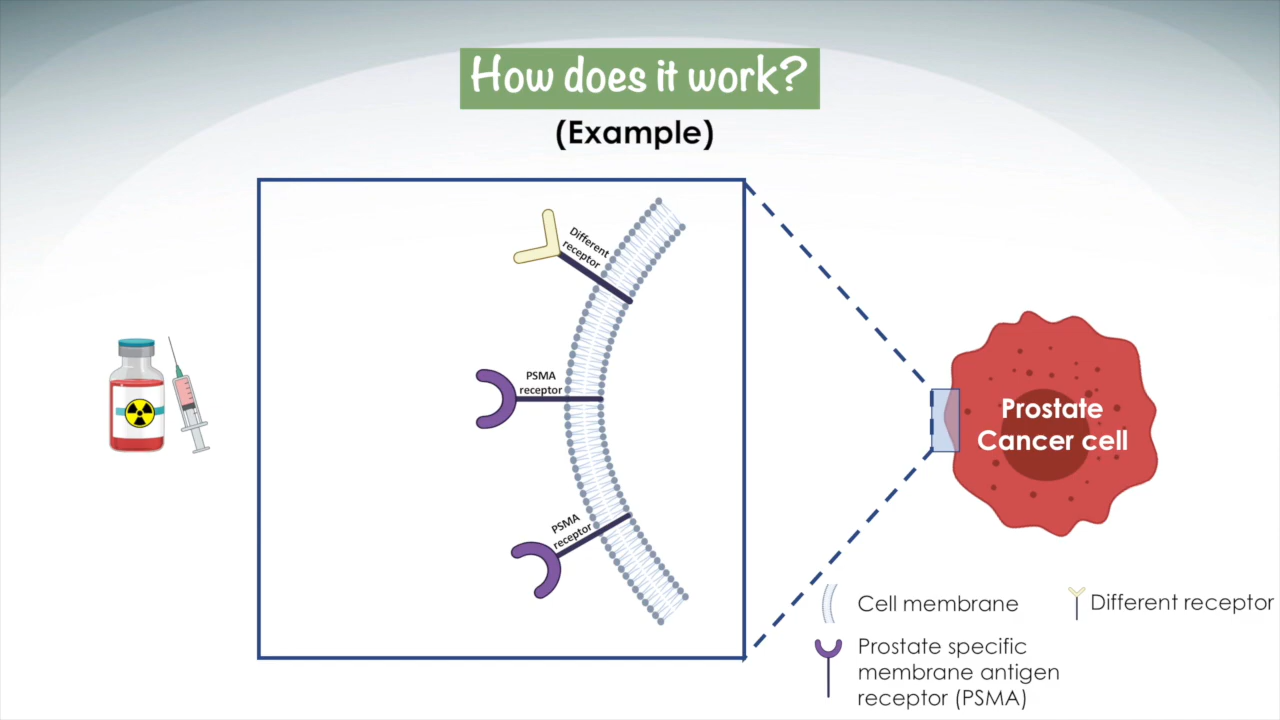 How does it work?
(Example)
Different
receptor
PSMA
receptor
PSMA
receptor
Prostate
Cancer cell
Cell membrane
Different receptor
Prostate specific
membrane antigen
receptor (PSMA)